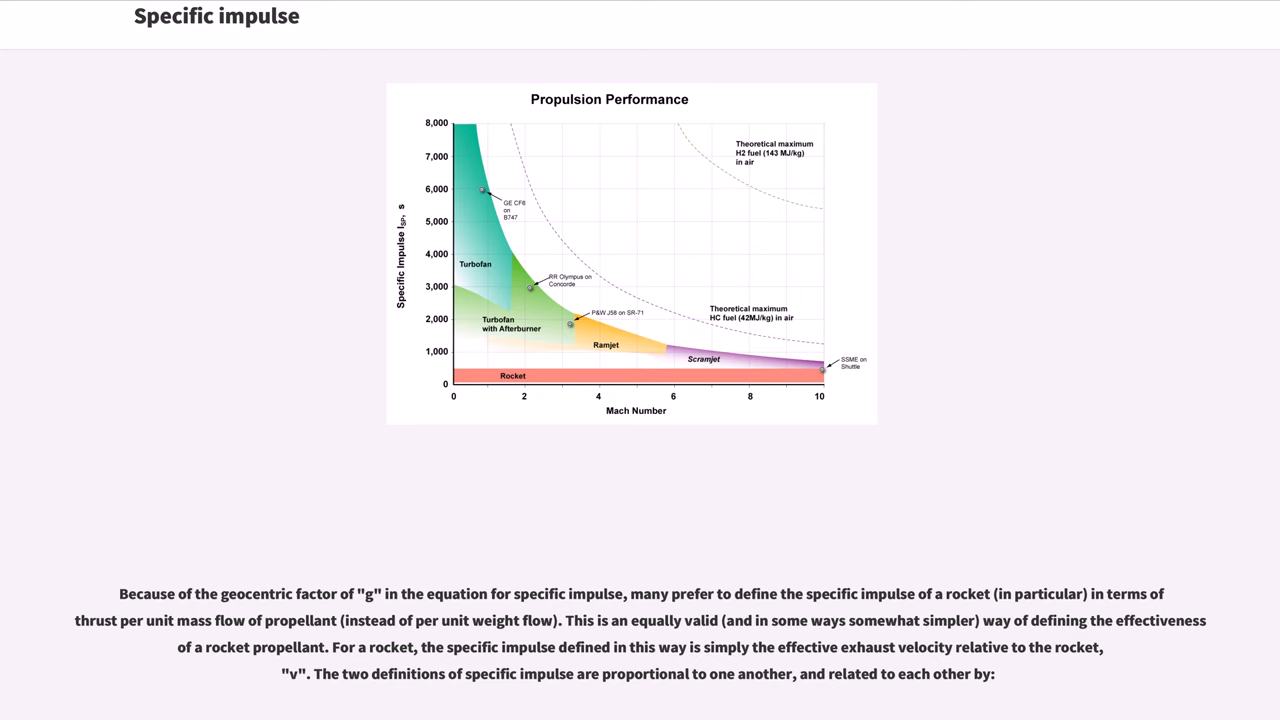 Specific impulse
Propulsion Performance
8,000
7,000
6,000
5,000
4,000
3,000
2,000
1,000
0
Specific Impulse ISP, s
Theoretical maximum
H2 fuel (143 MJ/kg)
in air
GE CF6
on
B747
Turbofan
RR Olympus on
Concorde
Turbofan
with Afterburner
P&W J58 on SR-71
Theoretical maximum
HC fuel (42MJ/kg) in air
Ramjet
Scramjet
SSME on
Shuttle
Rocket
0 2 4 6 8 10
Mach Number
Because of the geocentric factor of "g" in the equation for specific impulse, many prefer to define the specific impulse of a rocket (in particular) in terms of
thrust per unit mass flow of propellant (instead of per unit weight flow). This is an equally valid (and in some ways somewhat simpler) way of defining the effectiveness
of a rocket propellant. For a rocket, the specific impulse defined in this way is simply the effective exhaust velocity relative to the rocket,
"v". The two definitions of specific impulse are proportional to one another, and related to each other by: